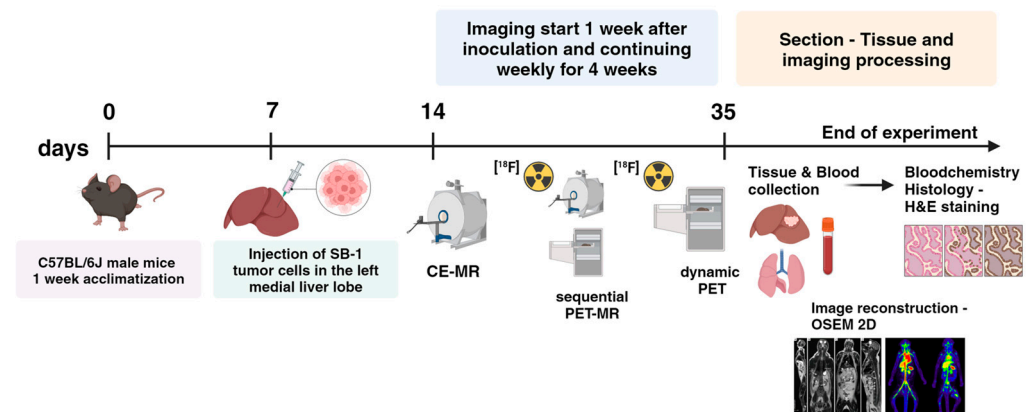 Imaging start 1 week after
inoculation and continuing
weekly for 4 weeks
Section - Tissue and
imaging processing
0
7
14
35
days
End of experiment
C57BL/6J male mice
1 week acclimatization
Injection of SB-1
tumor cells in the left
medial liver lobe
CE-MR
[¹⁸F]
sequential
PET-MR
[¹⁸F]
dynamic
PET
Tissue & Blood
collection
Bloodchemistry
Histology -
H&E staining
Image reconstruction -
OSEM 2D